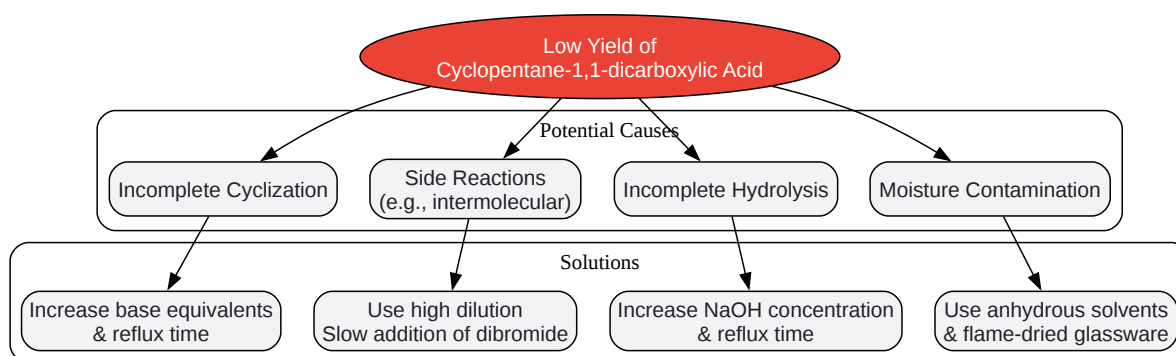 Low Yield of
Cyclopentane-1,1-dicarboxylic Acid
Potential Causes
Incomplete Cyclization
Side Reactions
(e.g., intermolecular)
Incomplete Hydrolysis
Moisture Contamination
Solutions
Increase base equivalents
& reflux time
Use high dilution
Slow addition of dibromide
Increase NaOH concentration
& reflux time
Use anhydrous solvents
& flame-dried glassware